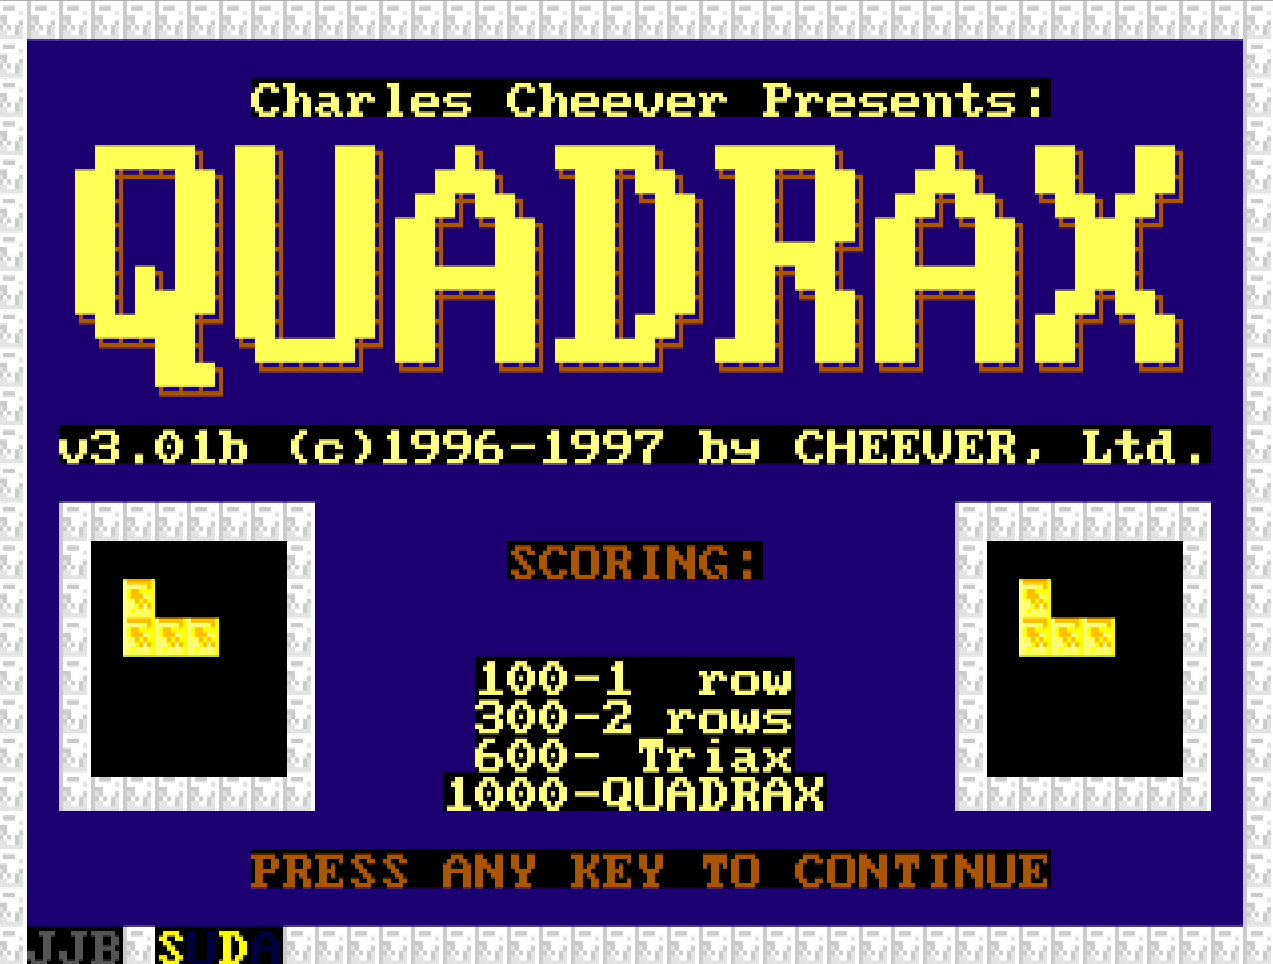 Charles Cheever Presents:
QUADRAX
v3.01b (c)1996-1997 by CHEEVER, Ltd.
SCORING:
100-1  row
300-2 rows
600- Triax
1000-QUADRAX
PRESS ANY KEY TO CONTINUE
JJB SUDA